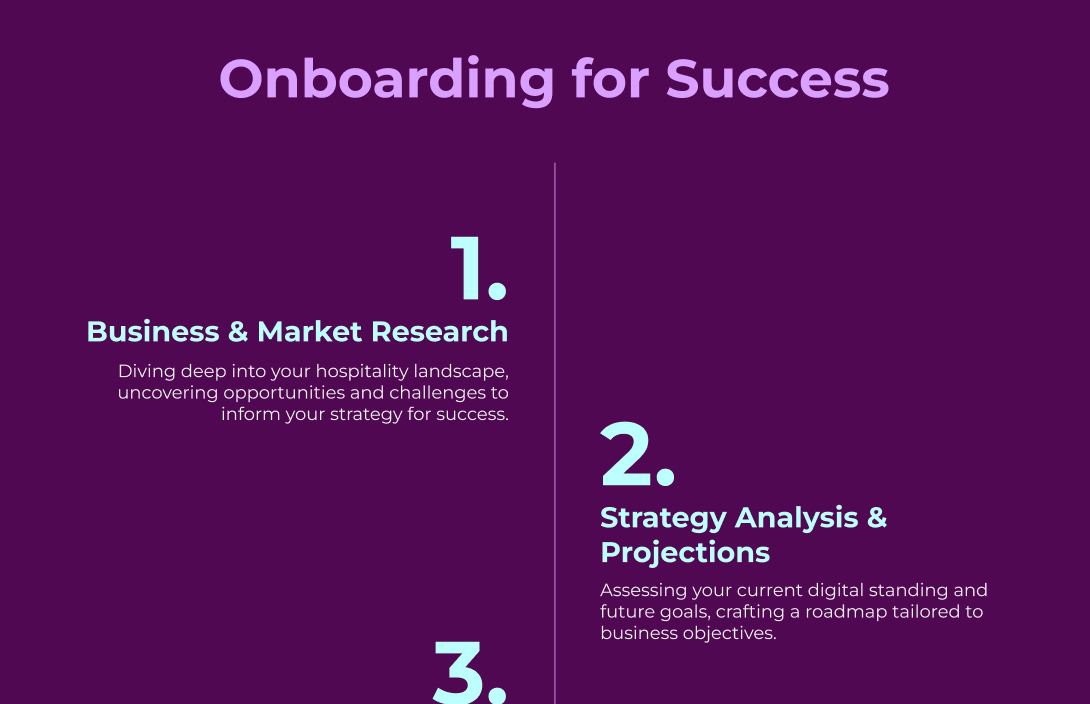 Onboarding for Success
1.
Business & Market Research
Diving deep into your hospitality landscape,
uncovering opportunities and challenges to
inform your strategy for success.
2.
Strategy Analysis &
Projections
Assessing your current digital standing and
future goals, crafting a roadmap tailored to
business objectives.
3.